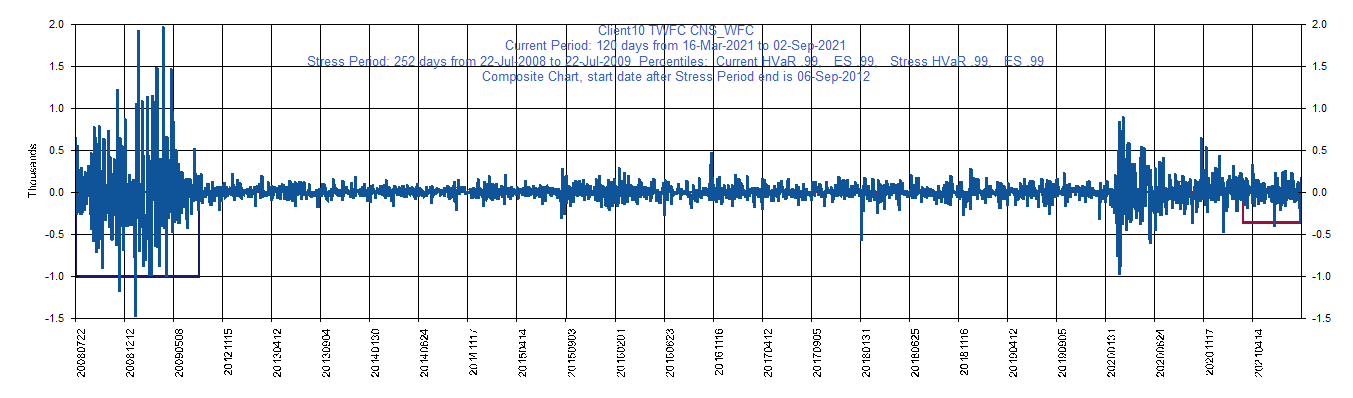 Client10 TWFC CNS_WFC
Current Period: 120 days from 16-Mar-2021 to 02-Sep-2021
Stress Period: 252 days from 22-Jul-2008 to 22-Jul-2009 Percentiles: Current HVaR .99, ES .99, Stress HVaR .99, ES .99
Composite Chart, start date after Stress Period end is 06-Sep-2012
2.0 2.0
1.5 1.5
1.0 1.0
0.5 0.5
0.0 0.0
-0.5 -0.5
-1.0 -1.0
-1.5 -1.5
Thousands
20080722 20081212 20090508 20121115 20130412 20130904 20140130 20140624 20141117 20150414 20150903 20160201 20160623 20161116 20170412 20170905 20180131 20180625 20181116 20190412 20190905 20200131 20200624 20201117 20210414